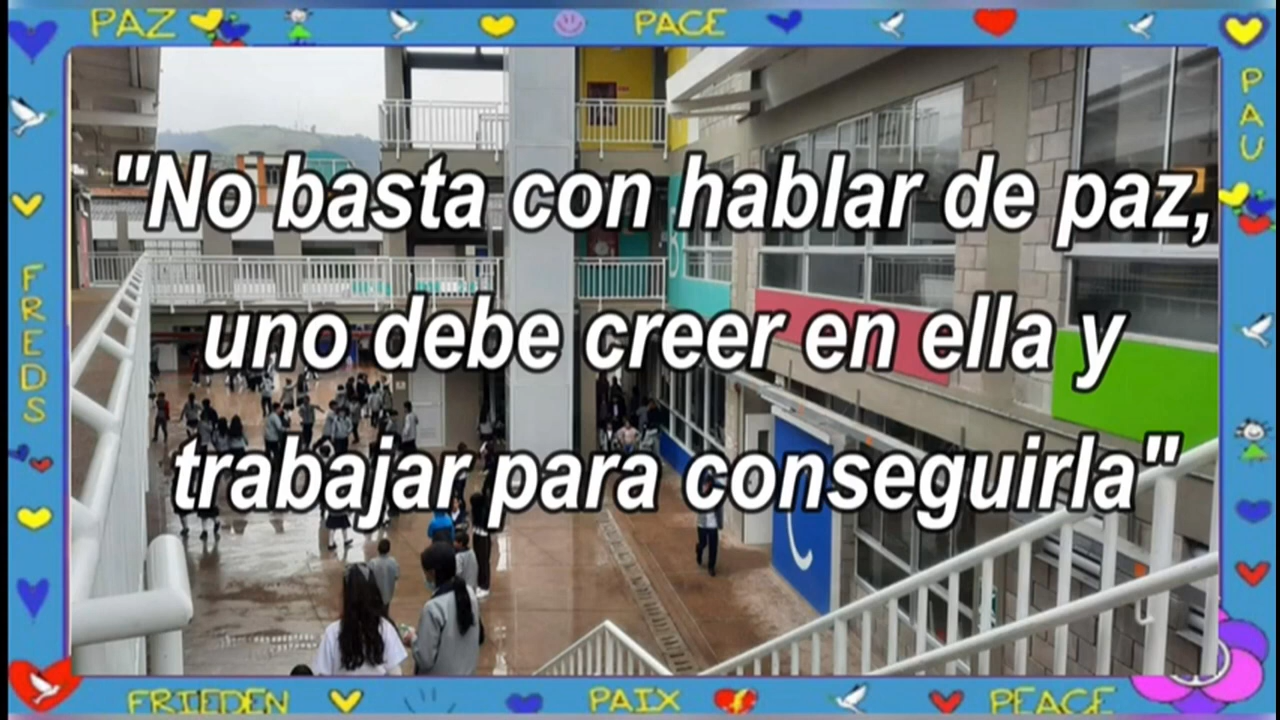 PAZ
PACE
PAU
"No basta con hablar de paz,
uno debe creer en ella y
trabajar para conseguirla"
FREDS
FRIEDEN
PAIX
PEACE